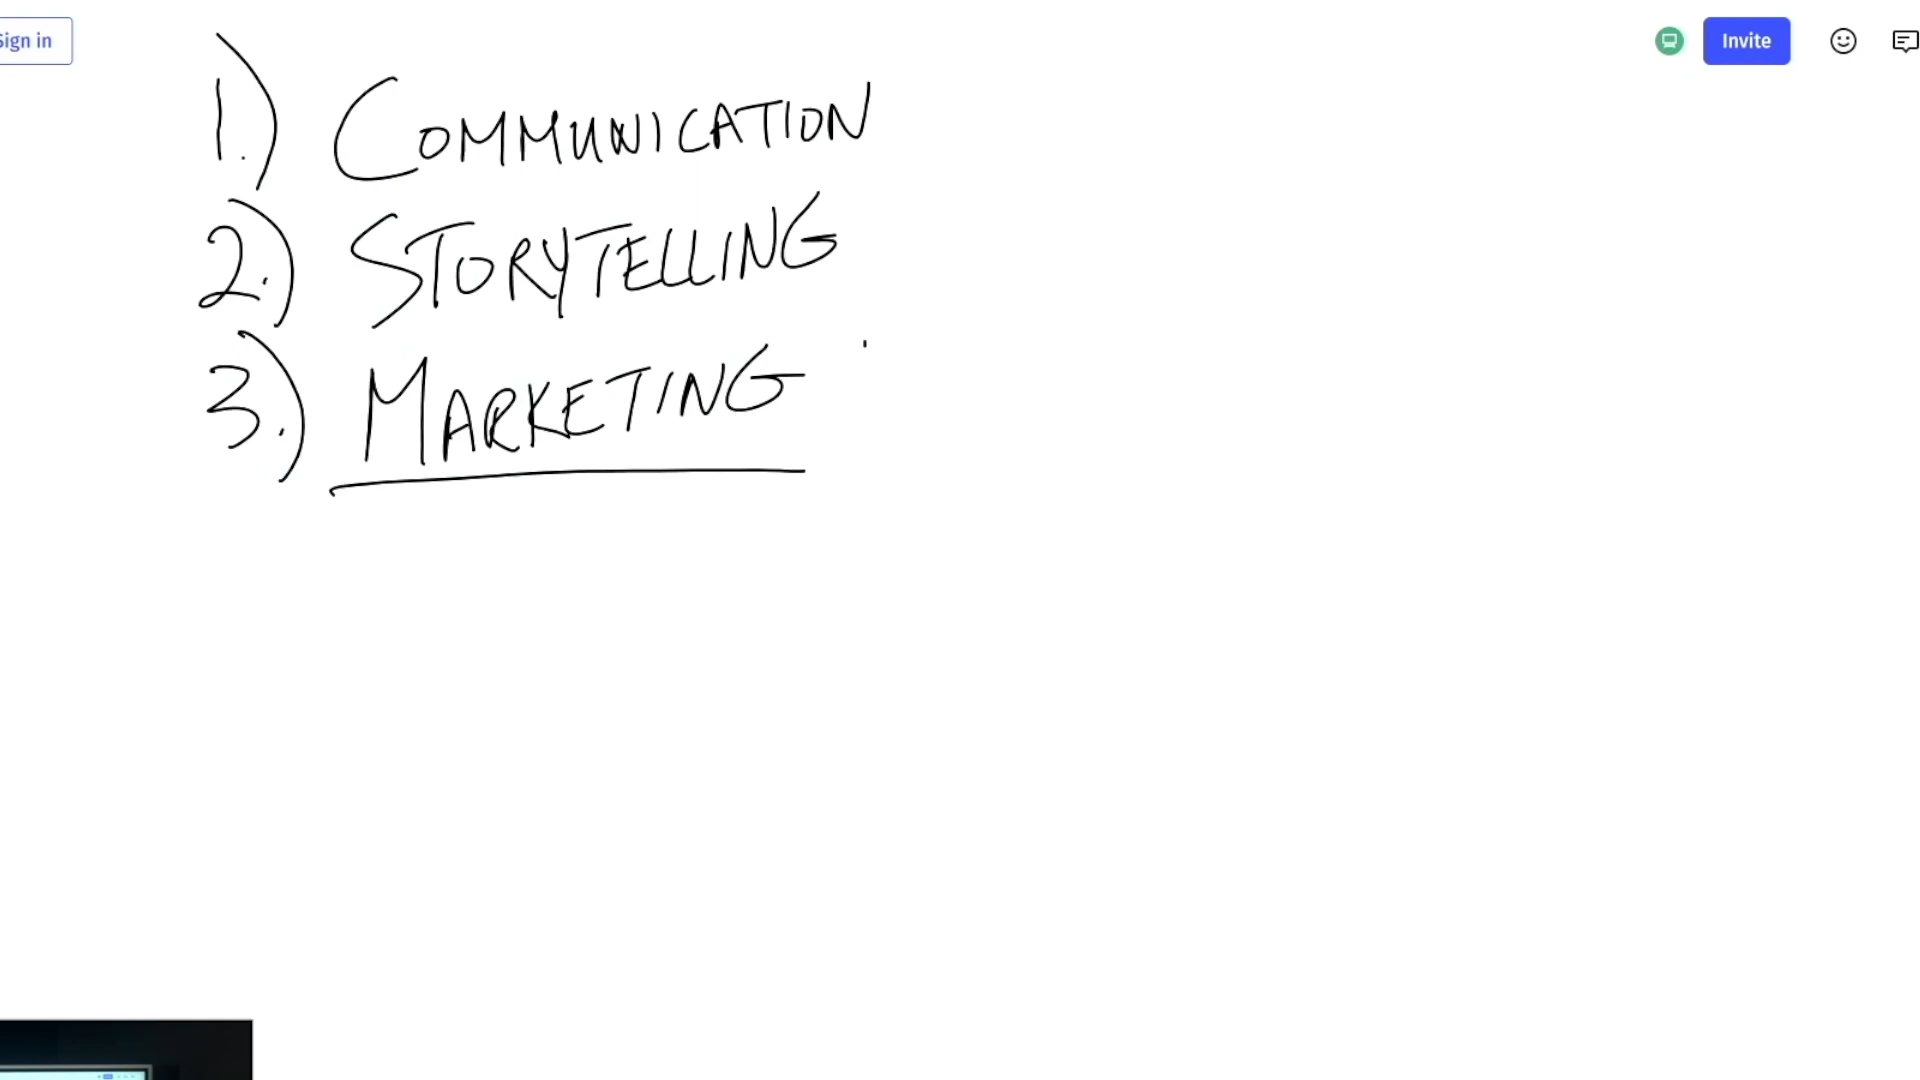 Sign in
Invite
1.) COMMUNICATION
2.) STORYTELLING
3.) MARKETING